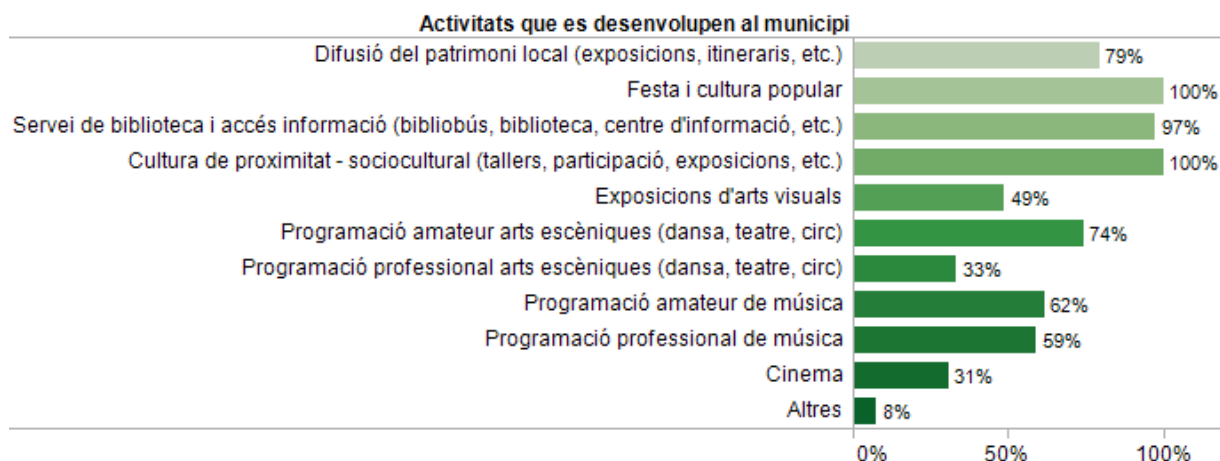 Activitats que es desenvolupen al municipi
Difusió del patrimoni local (exposicions, itineraris, etc.) 79%
Festa i cultura popular 100%
Servei de biblioteca i accés informació (bibliobús, biblioteca, centre d'informació, etc.) 97%
Cultura de proximitat - sociocultural (tallers, participació, exposicions, etc.) 100%
Exposicions d'arts visuals 49%
Programació amateur arts escèniques (dansa, teatre, circ) 74%
Programació professional arts escèniques (dansa, teatre, circ) 33%
Programació amateur de música 62%
Programació professional de música 59%
Cinema 31%
Altres 8%
0% 50% 100%